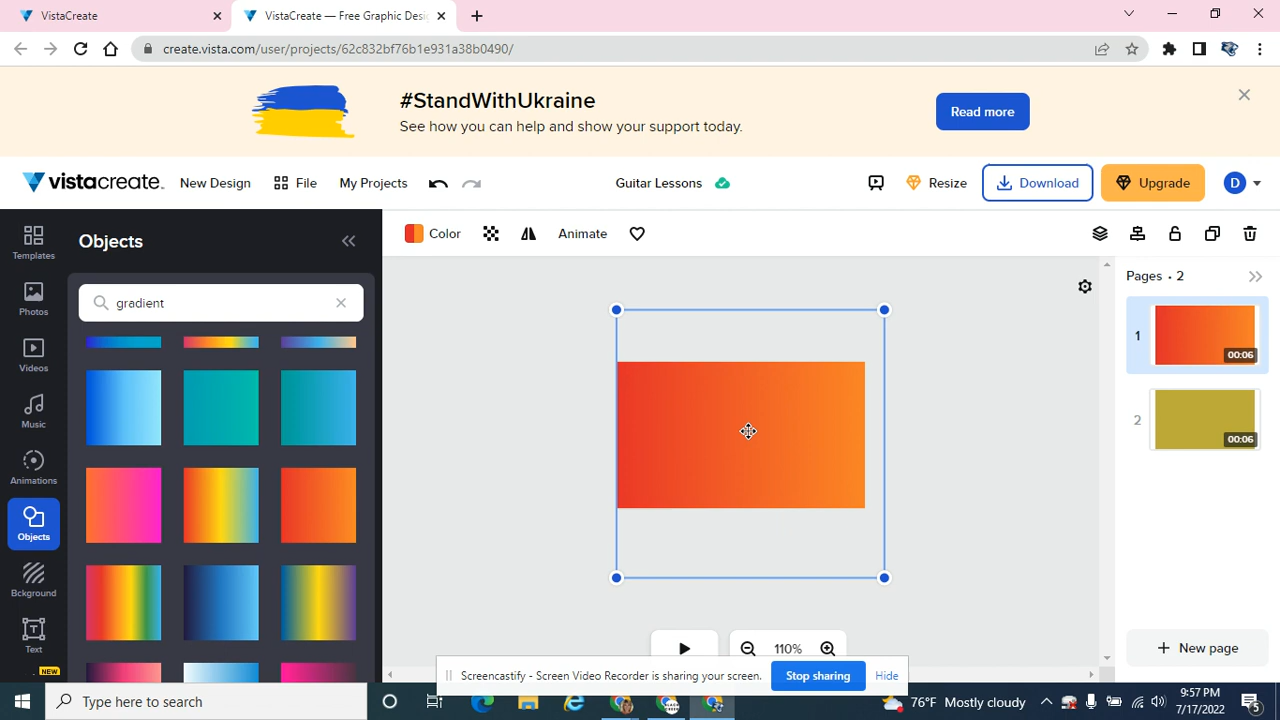 VistaCreate
VistaCreate — Free Graphic Desi
create.vista.com/user/projects/62c832bf76b1e931a38b0490/
#StandWithUkraine
See how you can help and show your support today.
Read more
vistacreate
New Design
File
My Projects
Guitar Lessons
Resize
Download
Upgrade
D
Templates
Photos
Videos
Music
Animations
Objects
Bckground
Text
NEW
Objects
gradient
Color
Animate
Pages • 2
1
00:06
2
00:06
New page
110%
Screencastify - Screen Video Recorder is sharing your screen.
Stop sharing
Hide
Type here to search
76°F Mostly cloudy
9:57 PM
7/17/2022
5